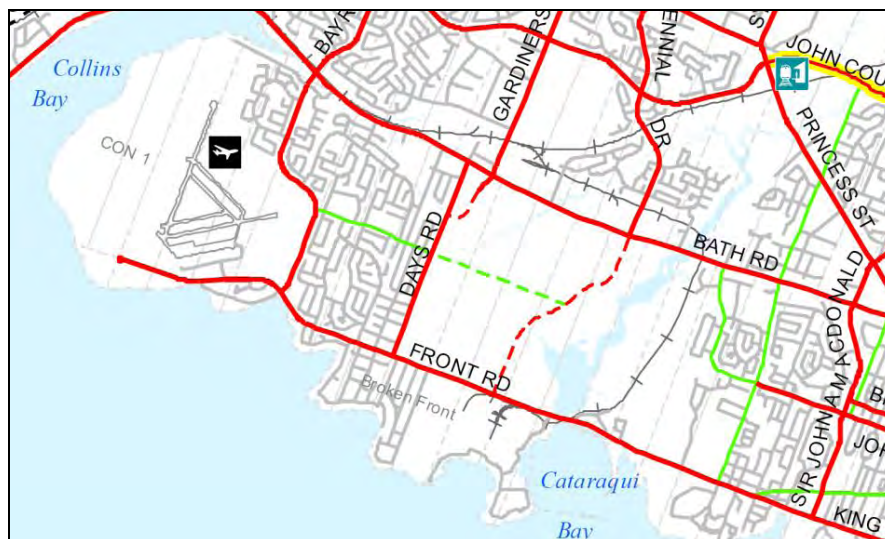 Collins
Bay
CON 1
BAYR
GARDINERS
ENNIAL
DR
S
JOHN COU
PRINCESS ST
BATH RD
DAYS RD
FRONT RD
Broken Front
SIR JOHN A MACDONALD
B
JOH
Cataraqui
Bay
KING